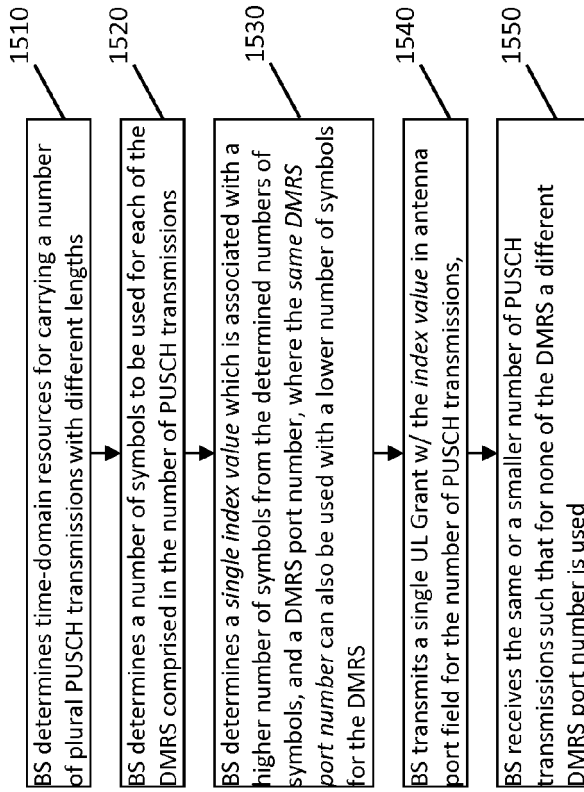 1510
BS determines time-domain resources for carrying a number
of plural PUSCH transmissions with different lengths
1520
BS determines a number of symbols to be used for each of the
DMRS comprised in the number of PUSCH transmissions
1530
BS determines a single index value which is associated with a
higher number of symbols from the determined numbers of
symbols, and a DMRS port number, where the same DMRS
port number can also be used with a lower number of symbols
for the DMRS
1540
BS transmits a single UL Grant w/ the index value in antenna
port field for the number of PUSCH transmissions,
1550
BS receives the same or a smaller number of PUSCH
transmissions such that for none of the DMRS a different
DMRS port number is used